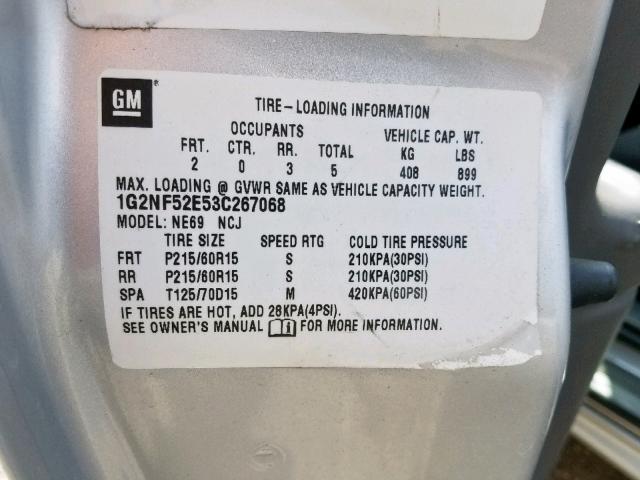 GM®
TIRE-LOADING INFORMATION
OCCUPANTS VEHICLE CAP. WT.
FRT. CTR. RR. TOTAL KG LBS
2 0 3 5 408 899
MAX. LOADING @ GVWR SAME AS VEHICLE CAPACITY WEIGHT.
1G2NF52E53C267068
MODEL: NE69 NCJ
TIRE SIZE SPEED RTG COLD TIRE PRESSURE
FRT P215/60R15 S 210KPA(30PSI)
RR P215/60R15 S 210KPA(30PSI)
SPA T125/70D15 M 420KPA(60PSI)
IF TIRES ARE HOT, ADD 28KPA(4PSI).
SEE OWNER'S MANUAL FOR MORE INFORMATION.